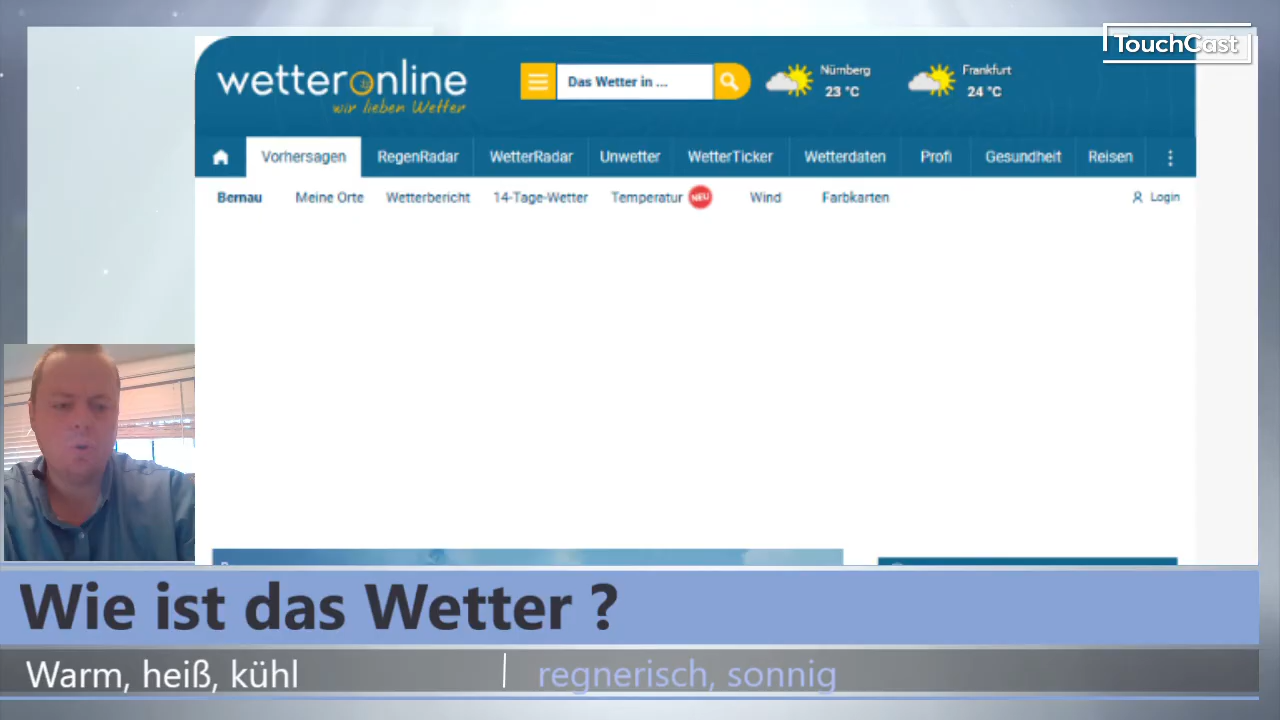 TouchCast
wetteronline
wir lieben Wetter
Das Wetter in ...
Nürnberg
23 °C
Frankfurt
24 °C
Vorhersagen RegenRadar WetterRadar Unwetter WetterTicker Wetterdaten Profi Gesundheit Reisen
Bernau Meine Orte Wetterbericht 14-Tage-Wetter Temperatur NEU Wind Farbkarten Login
Wie ist das Wetter ?
Warm, heiß, kühl | regnerisch, sonnig